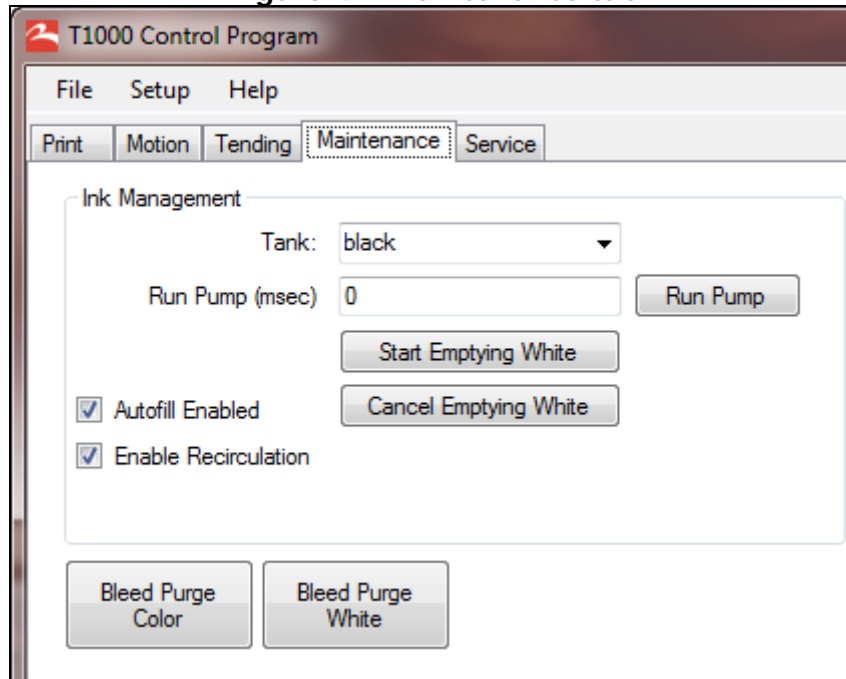 T1000 Control Program
File Setup Help
Print Motion Tending Maintenance Service
Ink Management
Tank: black
Run Pump (msec) 0 Run Pump
Start Emptying White
Autofill Enabled Cancel Emptying White
Enable Recirculation
Bleed Purge Color
Bleed Purge White